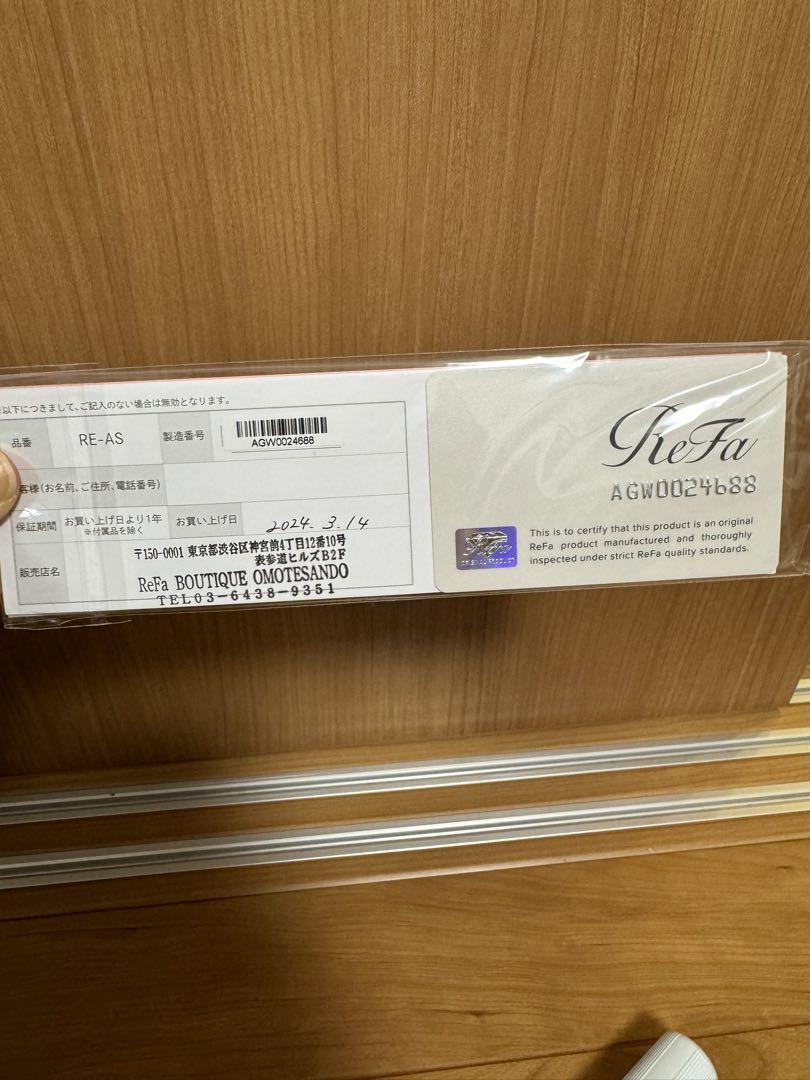 以下につきまして、ご記入のない場合は無効となります。
品番
RE-AS
製造番号
AGW0024688
客様(お名前、ご住所、電話番号)
保証期間
お買い上げ日より1年
※付属品を除く
お買い上げ日
2024.3.14
販売店名
〒150-0001 東京都渋谷区神宮前4丁目12番10号
表参道ヒルズB2F
ReFa BOUTIQUE OMOTESANDO
TEL03-6438-9351
ReFa
AGW0024688
ReFa
ORIGINAL PRODUCT
This is to certify that this product is an original
ReFa product manufactured and thoroughly
inspected under strict ReFa quality standards.